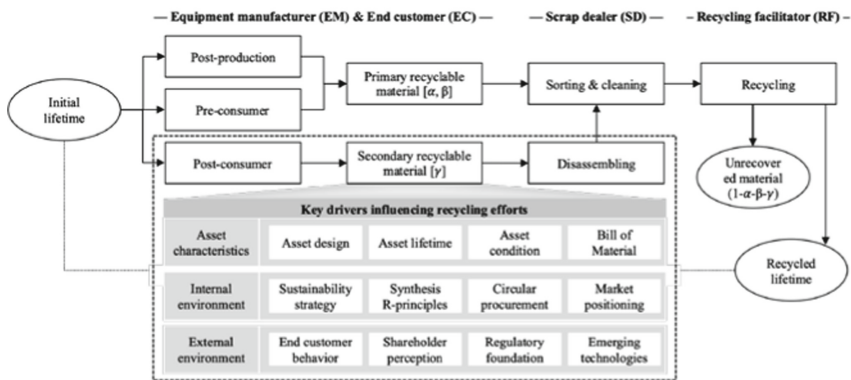 — Equipment manufacturer (EM) & End customer (EC) —
— Scrap dealer (SD) —
– Recycling facilitator (RF) –
Initial
lifetime
Post-production
Pre-consumer
Primary recyclable
material [α, β]
Sorting & cleaning
Recycling
Post-consumer
Secondary recyclable
material [γ]
Disassembling
Unrecover
ed material
(1-α-β-γ)
Recycled
lifetime
Key drivers influencing recycling efforts
Asset
characteristics
Asset design
Asset lifetime
Asset
condition
Bill of
Material
Internal
environment
Sustainability
strategy
Synthesis
R-principles
Circular
procurement
Market
positioning
External
environment
End customer
behavior
Shareholder
perception
Regulatory
foundation
Emerging
technologies